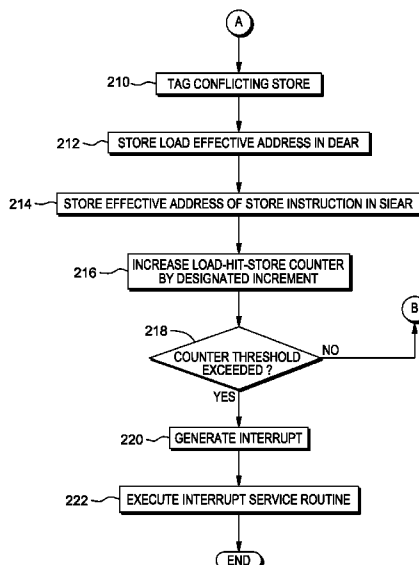 A
210
TAG CONFLICTING STORE
212
STORE LOAD EFFECTIVE ADDRESS IN DEAR
214
STORE EFFECTIVE ADDRESS OF STORE INSTRUCTION IN SIEAR
216
INCREASE LOAD-HIT-STORE COUNTER
BY DESIGNATED INCREMENT
B
218
COUNTER THRESHOLD
EXCEEDED ?
NO
YES
220
GENERATE INTERRUPT
222
EXECUTE INTERRUPT SERVICE ROUTINE
END